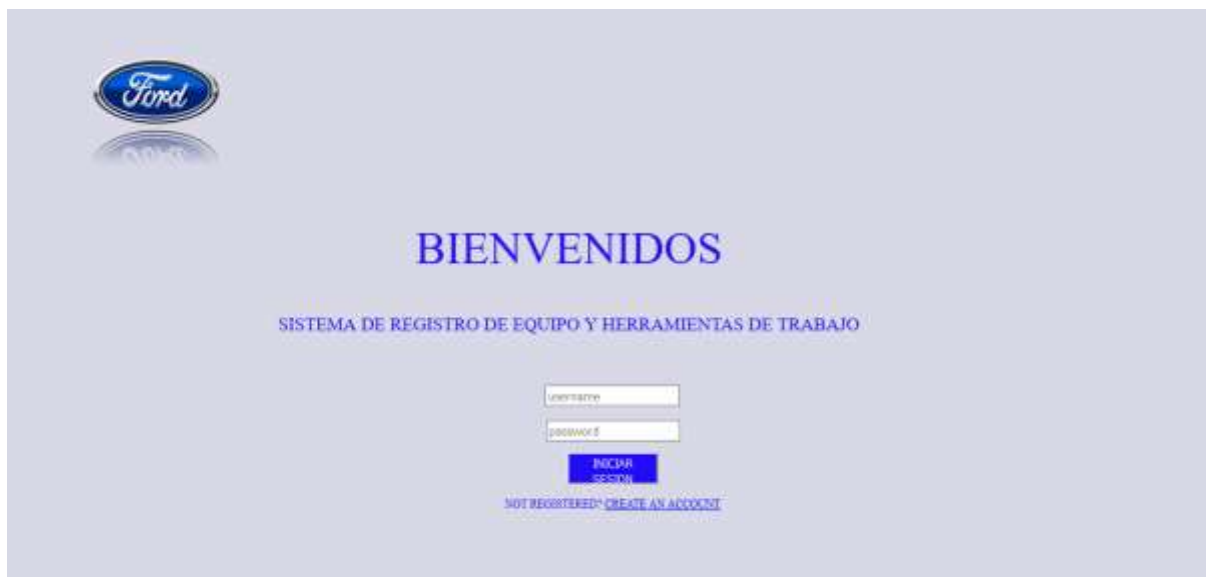 Ford
BIENVENIDOS
SISTEMA DE REGISTRO DE EQUIPO Y HERRAMIENTAS DE TRABAJO
username
password
INICIAR
SESION
NOT REGISTERED? CREATE AN ACCOUNT